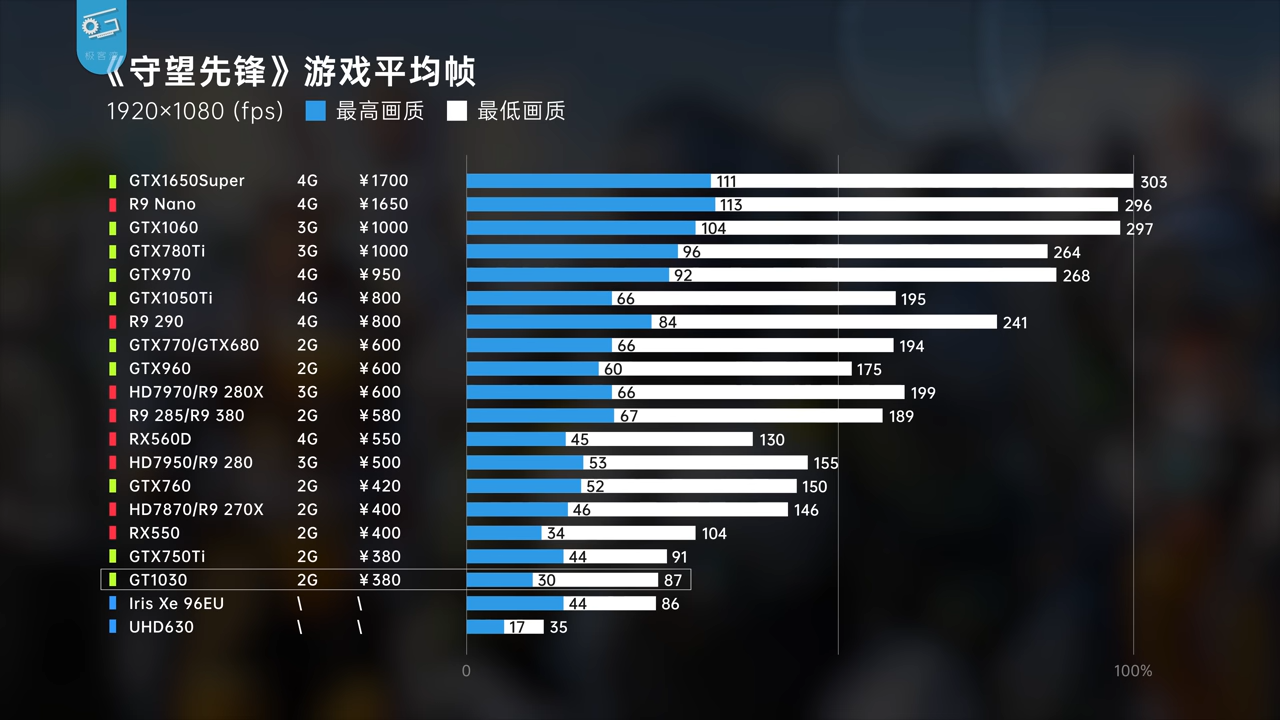 极客湾
《守望先锋》游戏平均帧
1920×1080 (fps) 最高画质 最低画质
GTX1650Super 4G ¥1700 111 303
R9 Nano 4G ¥1650 113 296
GTX1060 3G ¥1000 104 297
GTX780Ti 3G ¥1000 96 264
GTX970 4G ¥950 92 268
GTX1050Ti 4G ¥800 66 195
R9 290 4G ¥800 84 241
GTX770/GTX680 2G ¥600 66 194
GTX960 2G ¥600 60 175
HD7970/R9 280X 3G ¥600 66 199
R9 285/R9 380 2G ¥580 67 189
RX560D 4G ¥550 45 130
HD7950/R9 280 3G ¥500 53 155
GTX760 2G ¥420 52 150
HD7870/R9 270X 2G ¥400 46 146
RX550 2G ¥400 34 104
GTX750Ti 2G ¥380 44 91
GT1030 2G ¥380 30 87
Iris Xe 96EU \ \ 44 86
UHD630 \ \ 17 35
0 100%